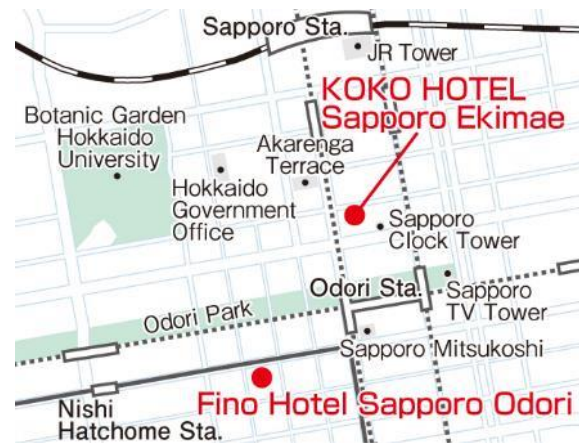 Sapporo Sta.
JR Tower
KOKO HOTEL
Sapporo Ekimae
Botanic Garden
Hokkaido
University
Akarenga
Terrace
Hokkaido
Government
Office
Sapporo
Clock Tower
Odori Sta.
Sapporo
TV Tower
Odori Park
Sapporo Mitsukoshi
Fino Hotel Sapporo Odori
Nishi
Hatchome Sta.